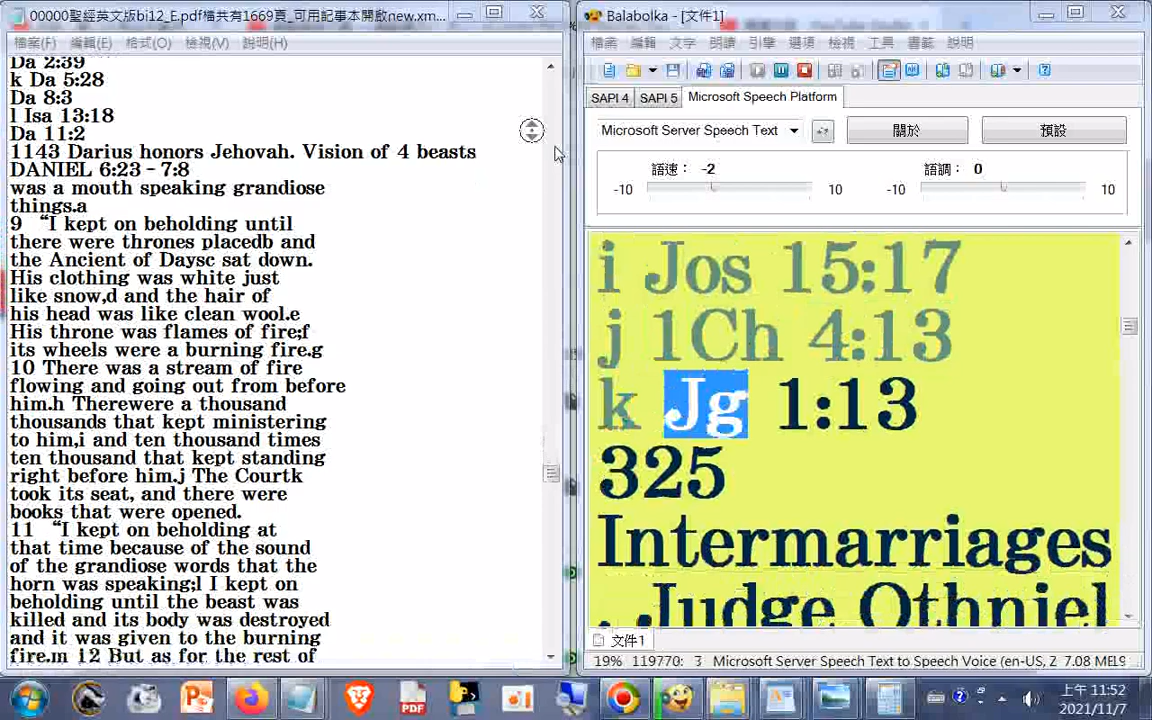 00000聖經英文版bi12_E.pdf檔共有1669頁_可用記事本開啟new.xm...
檔案(F) 編輯(E) 格式(O) 檢視(V) 說明(H)
Da 2:39
k Da 5:28
Da 8:3
l Isa 13:18
Da 11:2
1143 Darius honors Jehovah. Vision of 4 beasts
DANIEL 6:23-7:8
was a mouth speaking grandiose
things.a
9 “I kept on beholding until
there were thrones placedb and
the Ancient of Daysc sat down.
His clothing was white just
like snow,d and the hair of
his head was like clean wool.e
His throne was flames of fire;f
its wheels were a burning fire.g
10 There was a stream of fire
flowing and going out from before
him.h Therewere a thousand
thousands that kept ministering
to him,i and ten thousand times
ten thousand that kept standing
right before him.j The Courtk
took its seat, and there were
books that were opened.
11 “I kept on beholding at
that time because of the sound
of the grandiose words that the
horn was speaking;l I kept on
beholding until the beast was
killed and its body was destroyed
and it was given to the burning
fire.m 12 But as for the rest of
Balabolka - [文件1]
檔案 編輯 文字 朗讀 引擎 選項 檢視 工具 書籤 說明
SAPI 4 SAPI 5 Microsoft Speech Platform
Microsoft Server Speech Text 關於 預設
語速: -2 語調: 0
-10 10 -10 10
i Jos 15:17
j 1Ch 4:13
k Jg 1:13
325
Intermarriages
. Judge Othniel
文件1
19% 119770: 3 Microsoft Server Speech Text to Speech Voice (en-US, Z 7.08 MB
上午 11:52
2021/11/7